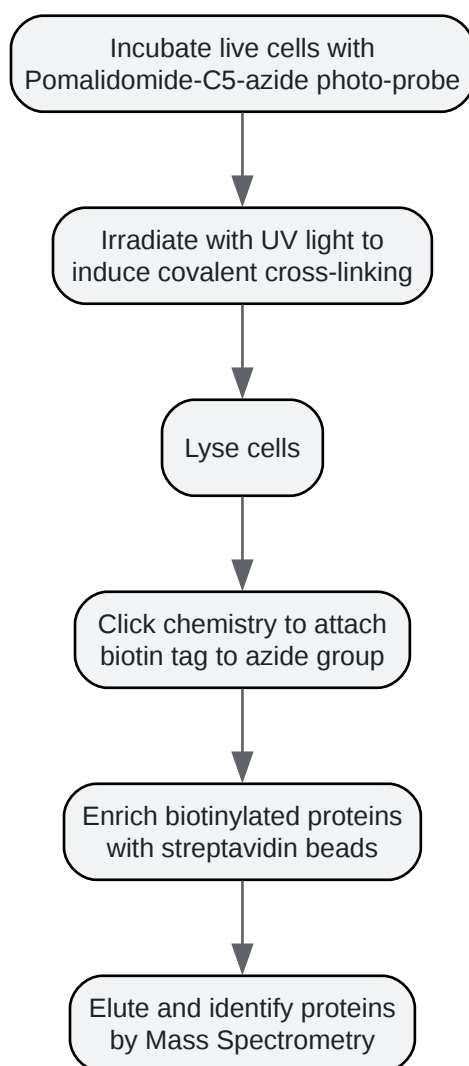 Incubate live cells with
Pomalidomide-C5-azide photo-probe
Irradiate with UV light to
induce covalent cross-linking
Lyse cells
Click chemistry to attach
biotin tag to azide group
Enrich biotinylated proteins
with streptavidin beads
Elute and identify proteins
by Mass Spectrometry